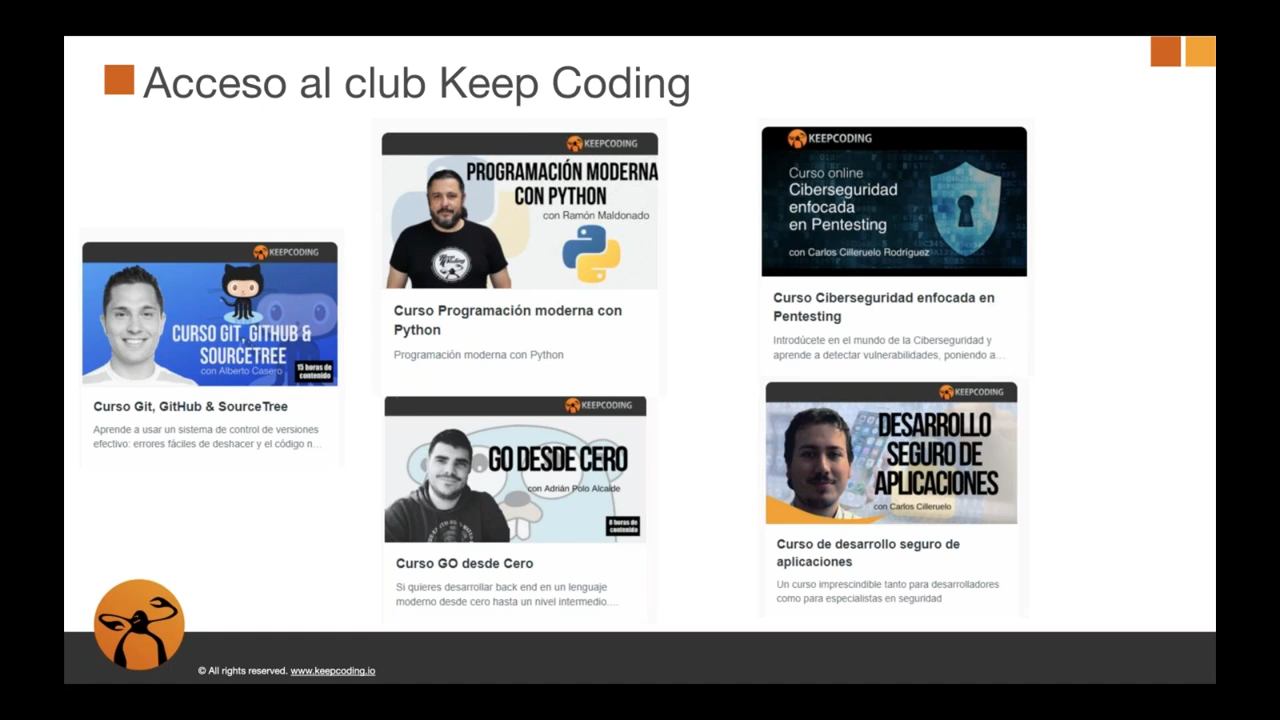 Acceso al club Keep Coding
KEEPCODING
CURSO GIT, GITHUB &
SOURCETREE
con Alberto Casero
15 horas de
contenido
Curso Git, GitHub & SourceTree
Aprende a usar un sistema de control de versiones
efectivo: errores fáciles de deshacer y el código n...
KEEPCODING
PROGRAMACIÓN MODERNA
CON PYTHON
con Ramón Maldonado
Curso Programación moderna con
Python
Programación moderna con Python
KEEPCODING
GO DESDE CERO
con Adrián Polo Alcaide
8 horas de
contenido
Curso GO desde Cero
Si quieres desarrollar back end en un lenguaje
moderno desde cero hasta un nivel intermedio....
KEEPCODING
Curso online
Ciberseguridad
enfocada
en Pentesting
con Carlos Cilleruelo Rodríguez
Curso Ciberseguridad enfocada en
Pentesting
Introdúcete en el mundo de la Ciberseguridad y
aprende a detectar vulnerabilidades, poniendo a...
KEEPCODING
DESARROLLO
SEGURO DE
APLICACIONES
con Carlos Cilleruelo
Curso de desarrollo seguro de
aplicaciones
Un curso imprescindible tanto para desarrolladores
como para especialistas en seguridad
© All rights reserved. www.keepcoding.io